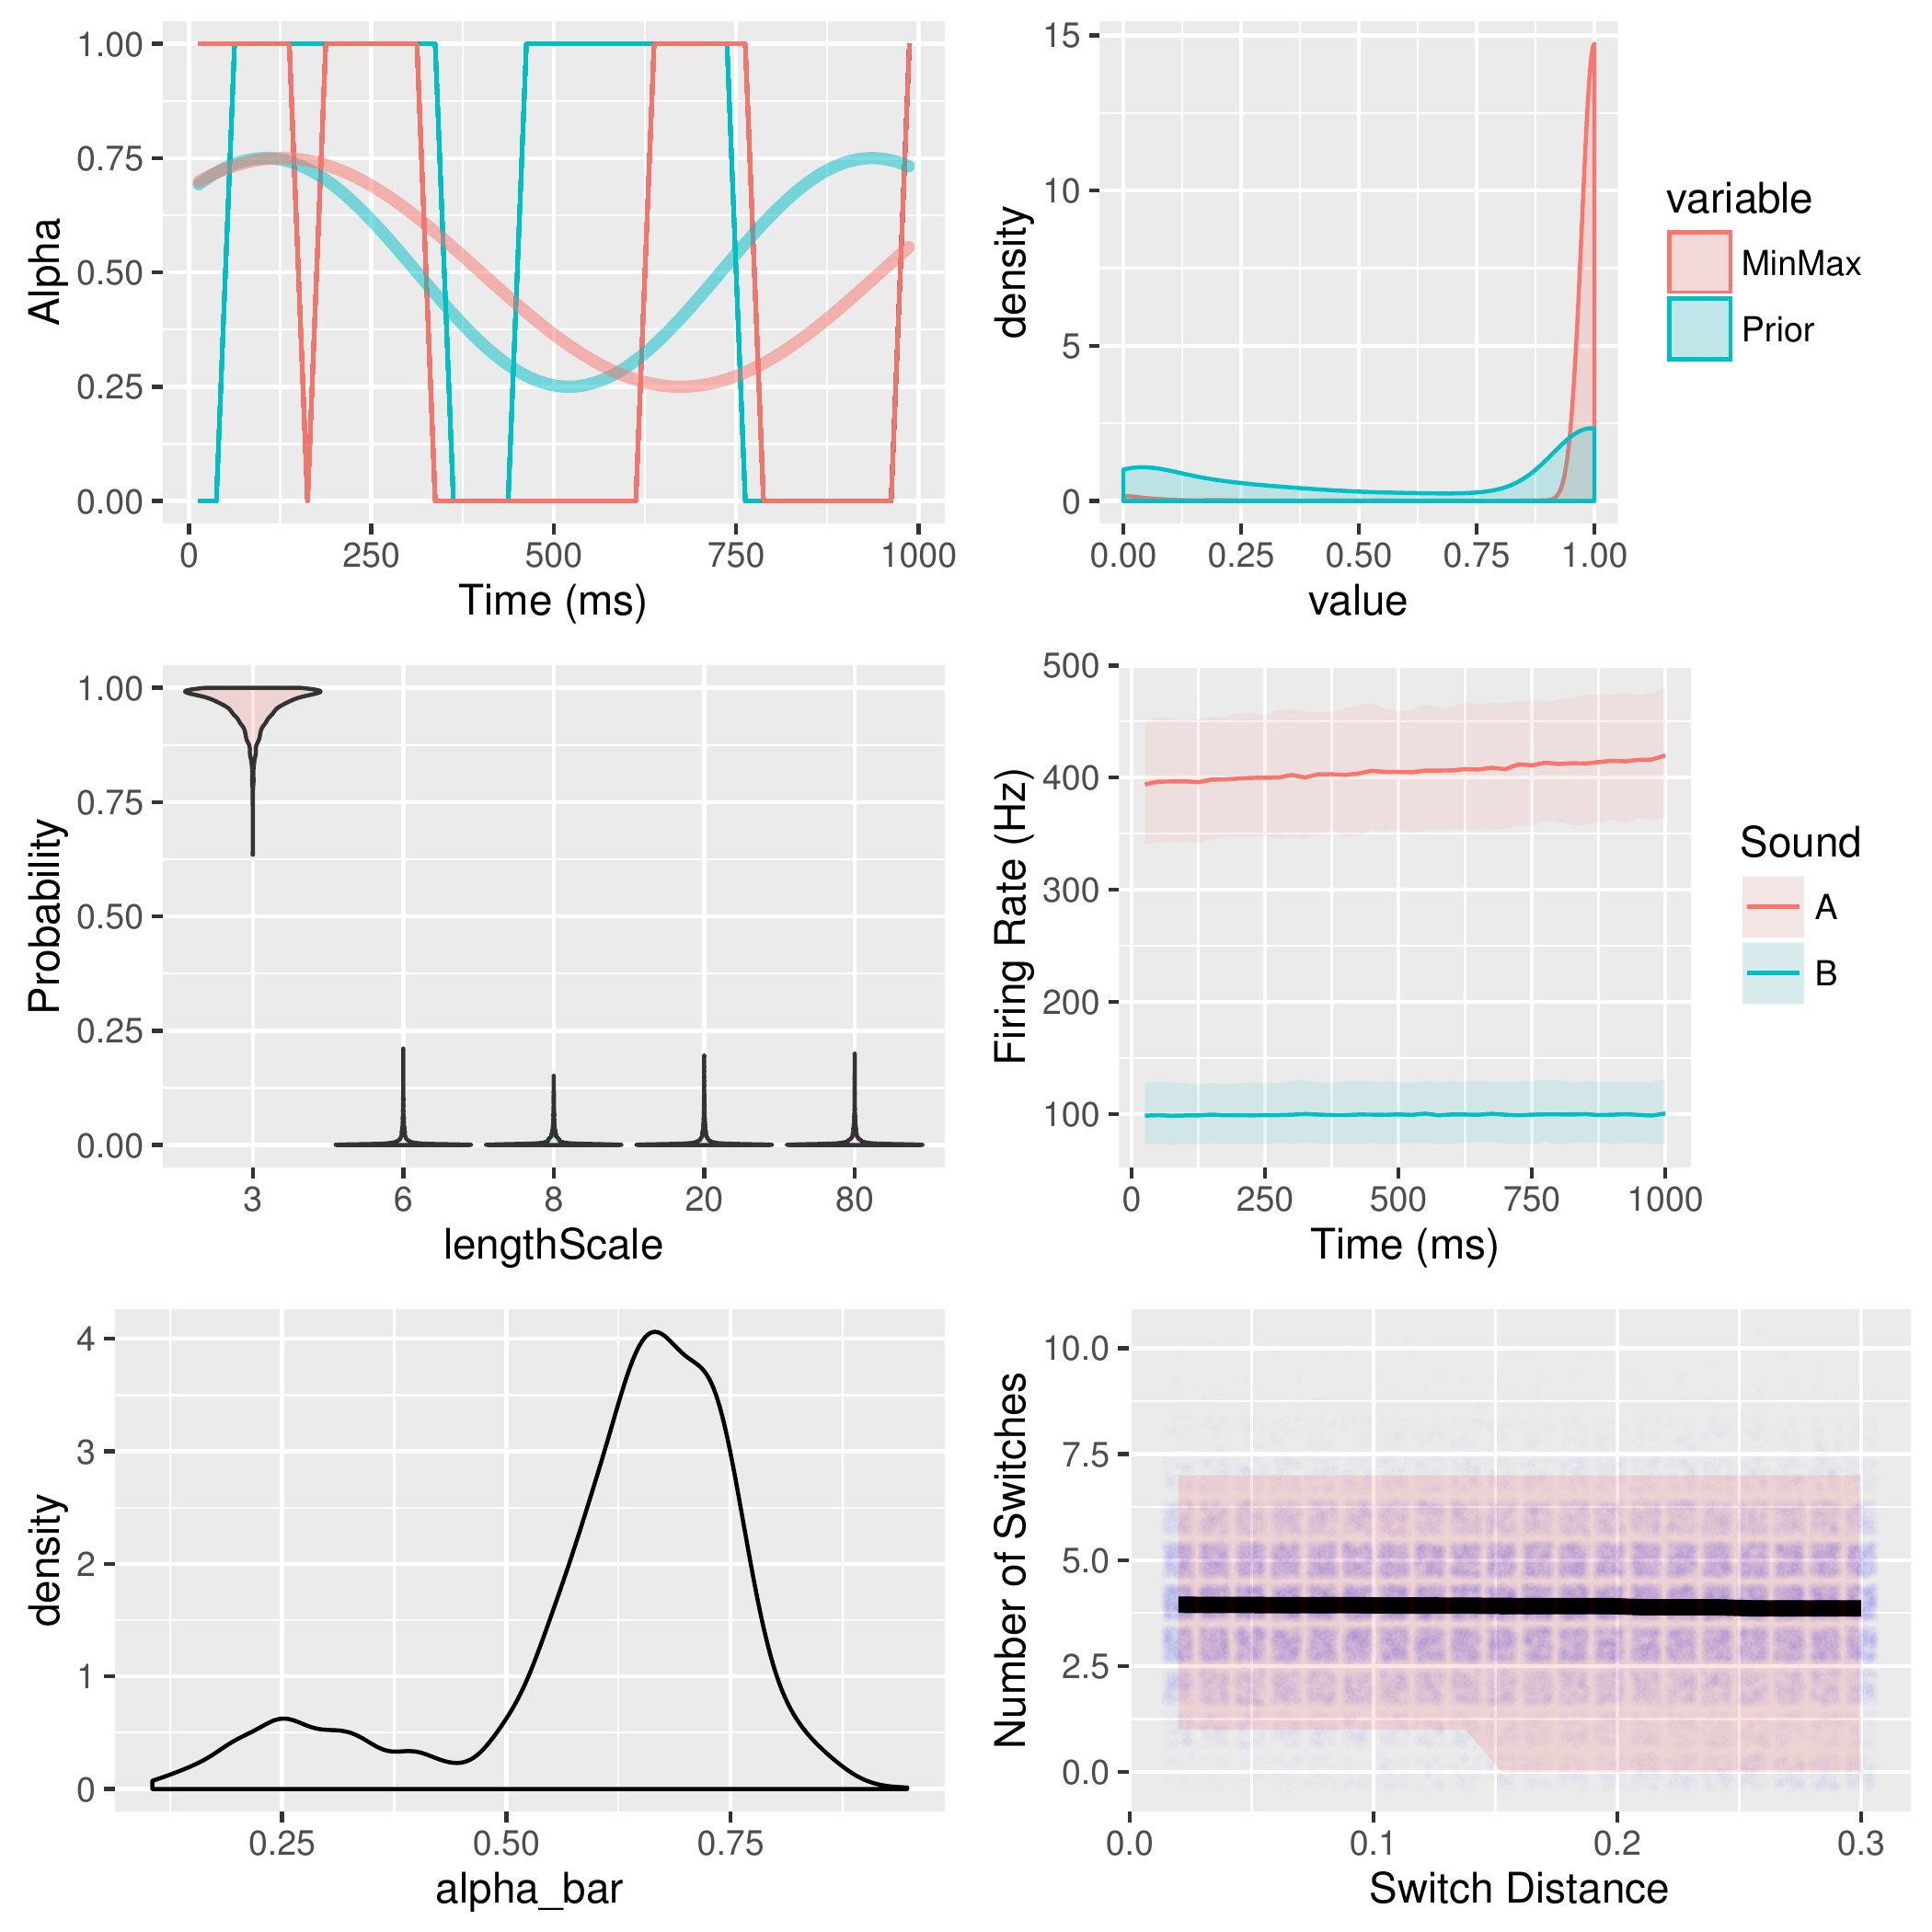 1.00
0.75
0.50
0.25
0.00
Alpha
0 250 500 750 1000
Time (ms)
15
10
5
0
density
0.00 0.25 0.50 0.75 1.00
value
variable
MinMax
Prior
1.00
0.75
0.50
0.25
0.00
Probability
3 6 8 20 80
lengthScale
500
400
300
200
100
Firing Rate (Hz)
0 250 500 750 1000
Time (ms)
Sound
A
B
4
3
2
1
0
density
0.25 0.50 0.75
alpha_bar
10.0
7.5
5.0
2.5
0.0
Number of Switches
0.0 0.1 0.2 0.3
Switch Distance